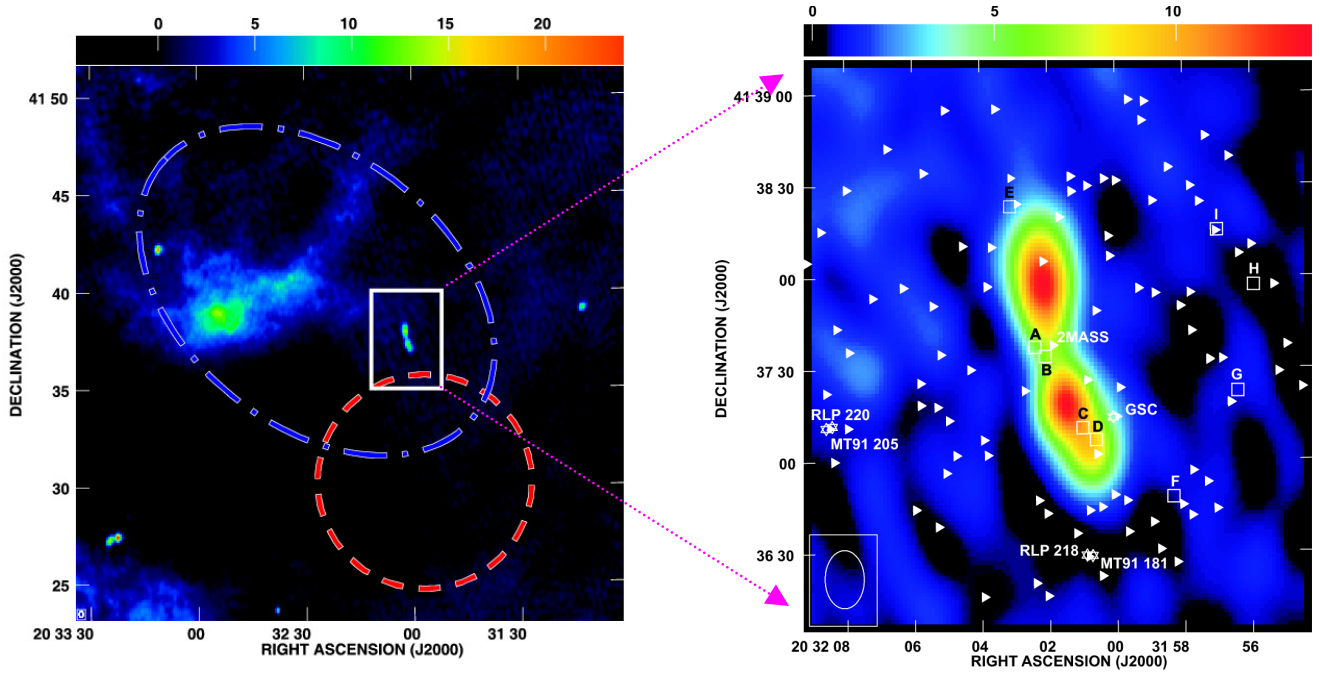 0 5 10 15 20
41 50
45
40
35
30
25
DECLINATION (J2000)
20 33 30 00 32 30 00 31 30
RIGHT ASCENSION (J2000)
0 5 10
41 39 00
38 30
00
37 30
00
36 30
DECLINATION (J2000)
E
I
H
A
2MASS
B
G
C
D
GSC
RLP 220
MT91 205
F
RLP 218
MT91 181
20 32 08 06 04 02 00 31 58 56
RIGHT ASCENSION (J2000)